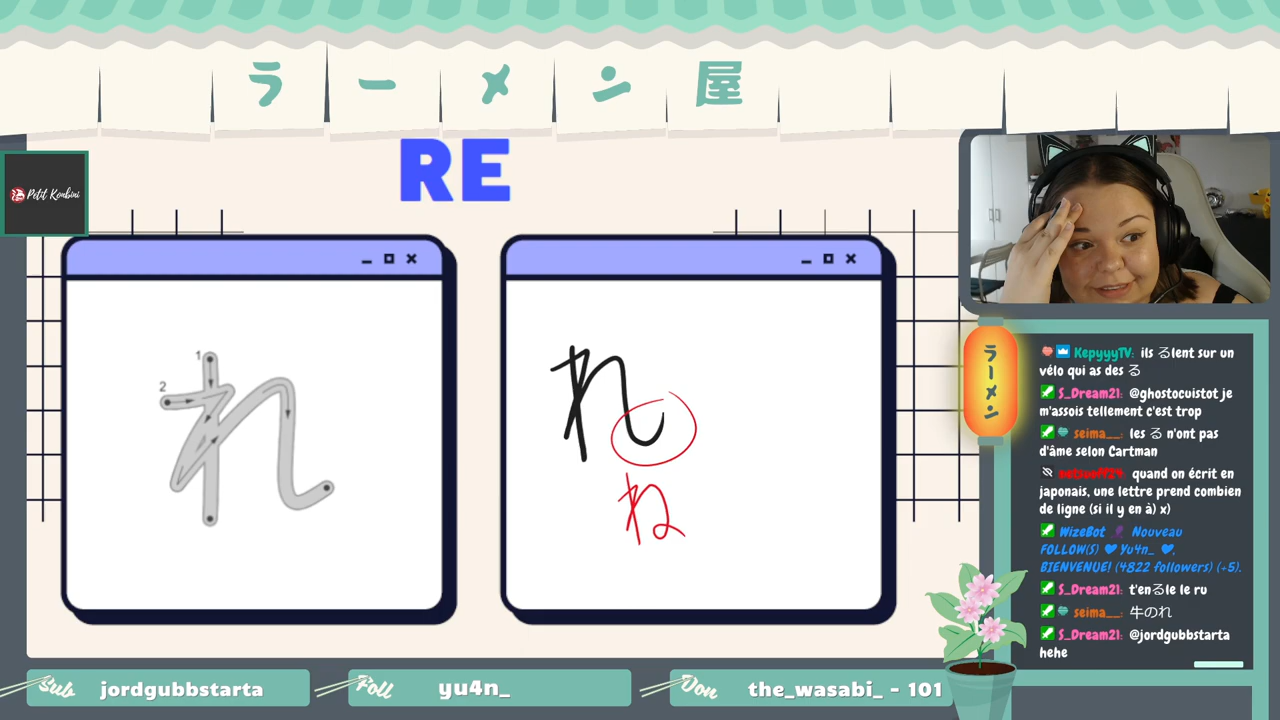 ラーメン屋
Petit Konbini
RE
1
2
れ
れ
ね
ラーメン
KepyyyTV: ils るlent sur un
vélo qui as des る
S_Dream21: @ghostocuistot je
m'assois tellement c'est trop
seima__: les る n'ont pas
d'âme selon Cartman
quand on écrit en
japonais, une lettre prend combien
de ligne (si il y en à) x)
WizeBot Nouveau
FOLLOW(S) Yu4n_ ,
BIENVENUE! (4822 followers) (+5).
S_Dream21: t'enるle le ru
seima__: 牛のれ
S_Dream21: @jordgubbstarta
hehe
Sub jordgubbstarta
Foll yu4n_
Don the_wasabi_ - 101